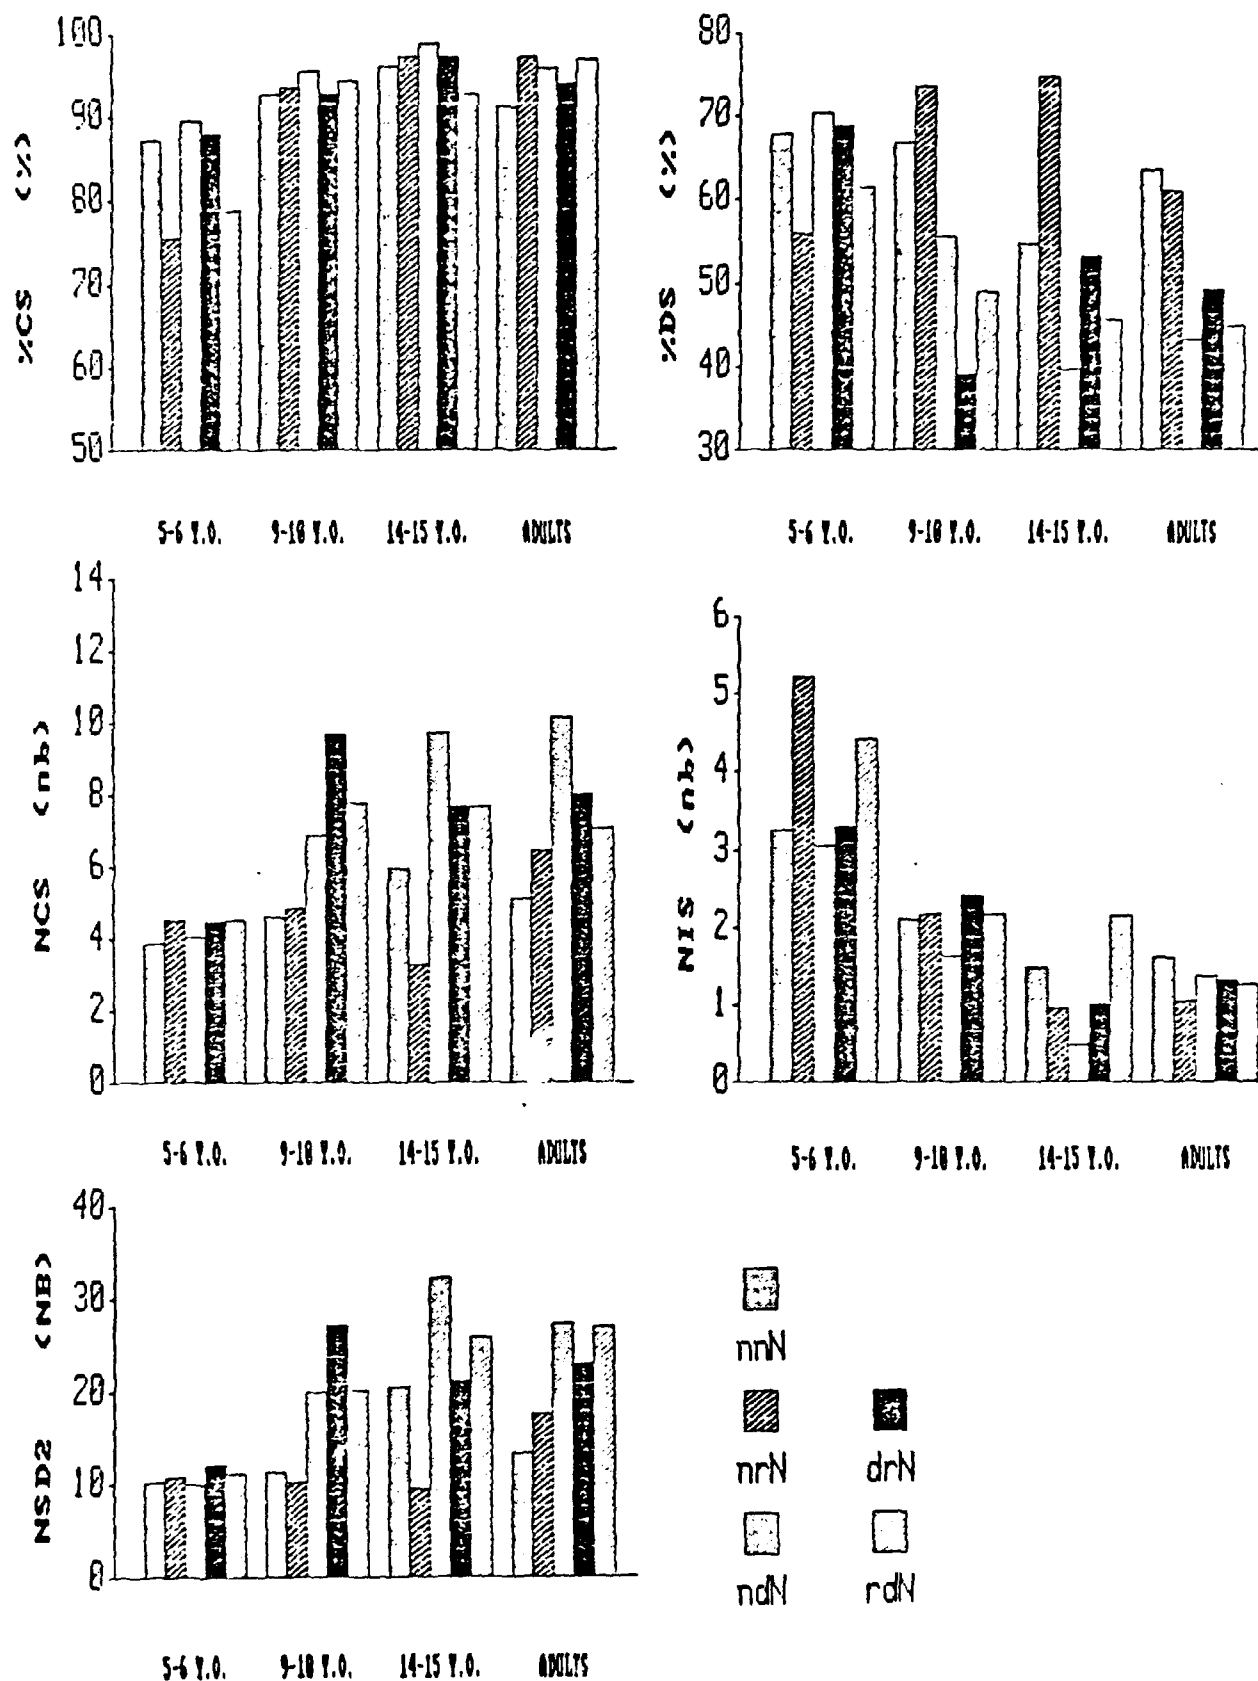 100
90
80
70
60
50
%CS (%)
5-6 Y.O. 9-10 Y.O. 14-15 Y.O. ADULTS
80
70
60
50
40
30
%DS (%)
5-6 Y.O. 9-10 Y.O. 14-15 Y.O. ADULTS
14
12
10
8
6
4
2
0
NCS (nb)
5-6 Y.O. 9-10 Y.O. 14-15 Y.O. ADULTS
6
5
4
3
2
1
0
NIS (nb)
5-6 Y.O. 9-10 Y.O. 14-15 Y.O. ADULTS
40
30
20
10
0
NSD2 (NB)
5-6 Y.O. 9-10 Y.O. 14-15 Y.O. ADULTS
nnN
nrN drN
ndN rdN